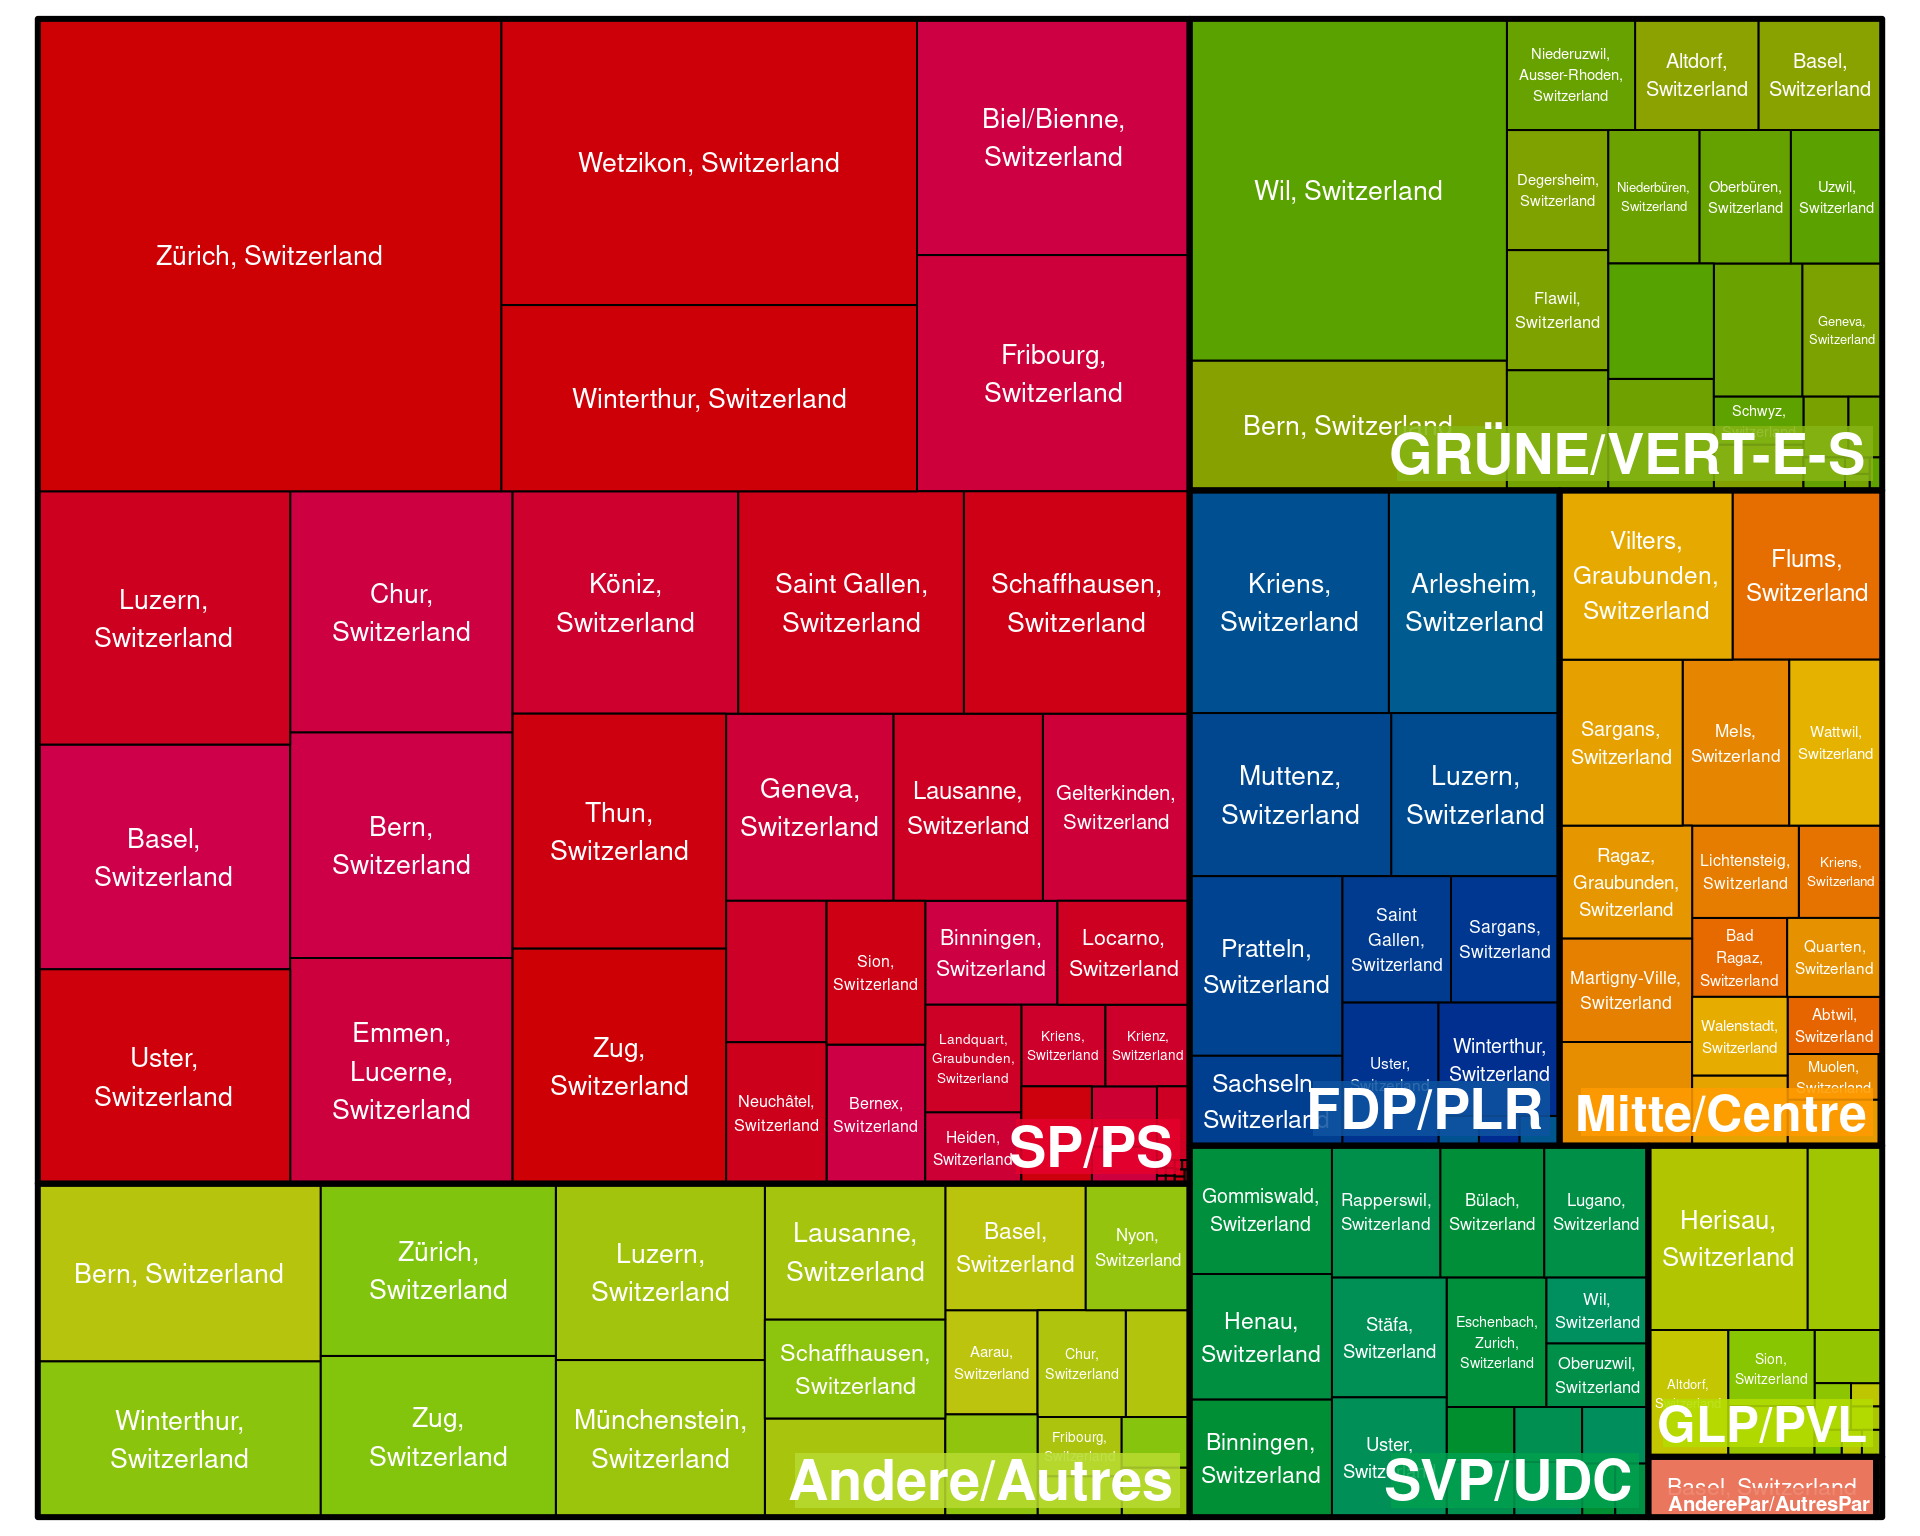 Zürich, Switzerland
Wetzikon, Switzerland
Winterthur, Switzerland
Biel/Bienne,
Switzerland
Fribourg,
Switzerland
Luzern,
Switzerland
Chur,
Switzerland
Köniz,
Switzerland
Saint Gallen,
Switzerland
Schaffhausen,
Switzerland
Basel,
Switzerland
Bern,
Switzerland
Thun,
Switzerland
Geneva,
Switzerland
Lausanne,
Switzerland
Gelterkinden,
Switzerland
Uster,
Switzerland
Emmen,
Lucerne,
Switzerland
Zug,
Switzerland
Sion,
Switzerland
Binningen,
Switzerland
Locarno,
Switzerland
Neuchâtel,
Switzerland
Bernex,
Switzerland
Landquart,
Graubunden,
Switzerland
Kriens,
Switzerland
Krienz,
Switzerland
Heiden,
Switzerland
SP/PS
Wil, Switzerland
Bern, Switzerland
Niederuzwil,
Ausser-Rhoden,
Switzerland
Altdorf,
Switzerland
Basel,
Switzerland
Degersheim,
Switzerland
Niederbüren,
Switzerland
Oberbüren,
Switzerland
Uzwil,
Switzerland
Flawil,
Switzerland
Geneva,
Switzerland
Schwyz,
Switzerland
GRÜNE/VERT-E-S
Kriens,
Switzerland
Arlesheim,
Switzerland
Muttenz,
Switzerland
Luzern,
Switzerland
Pratteln,
Switzerland
Saint
Gallen,
Switzerland
Sargans,
Switzerland
Sachseln,
Switzerland
Uster,
Switzerland
Winterthur,
Switzerland
FDP/PLR
Vilters,
Graubunden,
Switzerland
Flums,
Switzerland
Sargans,
Switzerland
Mels,
Switzerland
Wattwil,
Switzerland
Ragaz,
Graubunden,
Switzerland
Lichtensteig,
Switzerland
Kriens,
Switzerland
Martigny-Ville,
Switzerland
Bad
Ragaz,
Switzerland
Quarten,
Switzerland
Walenstadt,
Switzerland
Abtwil,
Switzerland
Muolen,
Switzerland
Mitte/Centre
Bern, Switzerland
Zürich,
Switzerland
Luzern,
Switzerland
Lausanne,
Switzerland
Basel,
Switzerland
Nyon,
Switzerland
Winterthur,
Switzerland
Zug,
Switzerland
Münchenstein,
Switzerland
Schaffhausen,
Switzerland
Aarau,
Switzerland
Chur,
Switzerland
Fribourg,
Switzerland
Andere/Autres
Gommiswald,
Switzerland
Rapperswil,
Switzerland
Bülach,
Switzerland
Lugano,
Switzerland
Henau,
Switzerland
Stäfa,
Switzerland
Eschenbach,
Zurich,
Switzerland
Wil,
Switzerland
Oberuzwil,
Switzerland
Binningen,
Switzerland
Uster,
Switzerland
SVP/UDC
Herisau,
Switzerland
Altdorf,
Switzerland
Sion,
Switzerland
GLP/PVL
Basel, Switzerland
AnderePar/AutresPar